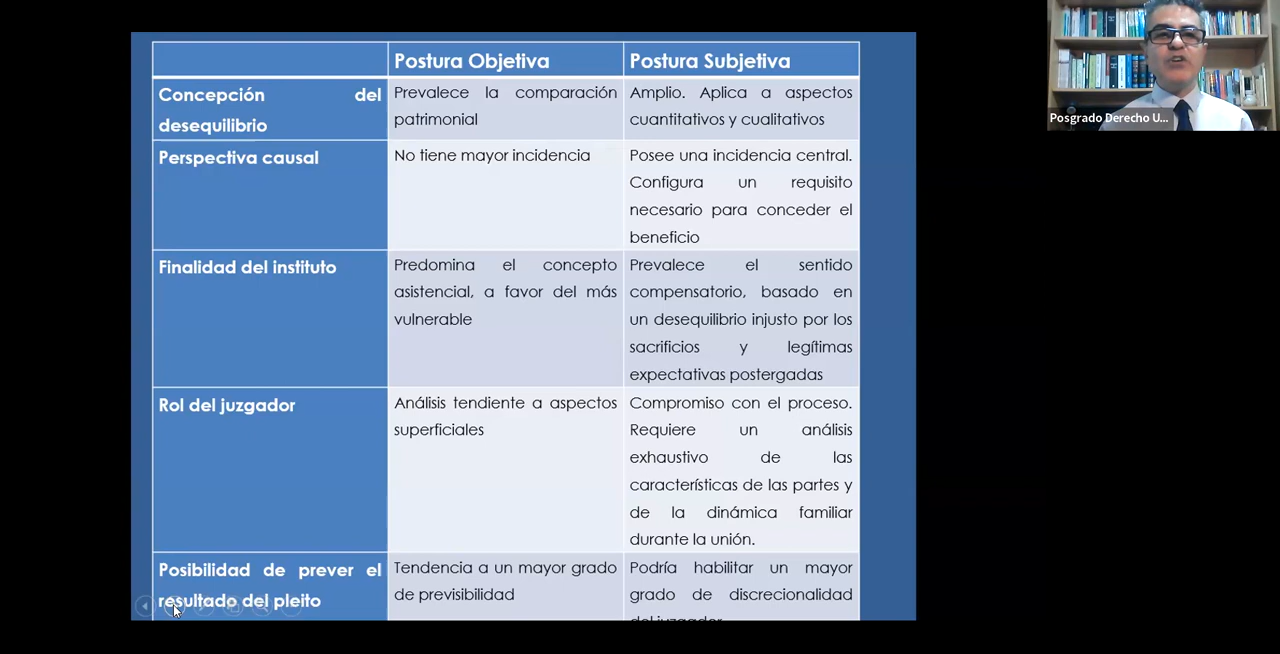 Postura Objetiva
Postura Subjetiva
Concepción del
desequilibrio
Prevalece la comparación
patrimonial
Amplio. Aplica a aspectos
cuantitativos y cualitativos
Perspectiva causal
No tiene mayor incidencia
Posee una incidencia central.
Configura un requisito
necesario para conceder el
beneficio
Finalidad del instituto
Predomina el concepto
asistencial, a favor del más
vulnerable
Prevalece el sentido
compensatorio, basado en
un desequilibrio injusto por los
sacrificios y legítimas
expectativas postergadas
Rol del juzgador
Análisis tendiente a aspectos
superficiales
Compromiso con el proceso.
Requiere un análisis
exhaustivo de las
características de las partes y
de la dinámica familiar
durante la unión.
Posibilidad de prever el
resultado del pleito
Tendencia a un mayor grado
de previsibilidad
Podría habilitar un mayor
grado de discrecionalidad
del juzgador
Posgrado Derecho U...